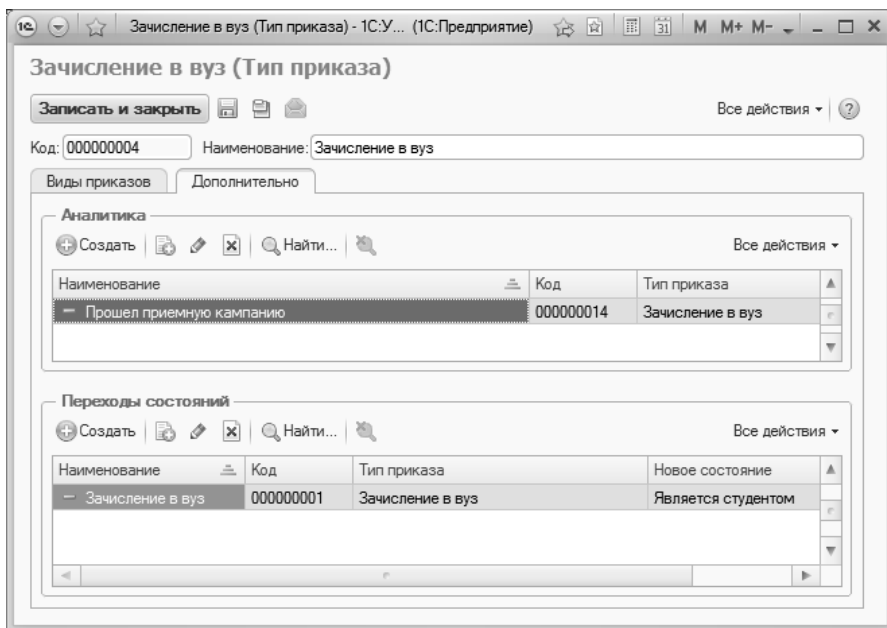 Зачисление в вуз (Тип приказа) - 1С:У... (1С:Предприятие) 31 M M+ M-
Зачисление в вуз (Тип приказа)
Записать и закрыть Все действия ?
Код: 000000004 Наименование: Зачисление в вуз
Виды приказов Дополнительно
Аналитика
Создать Найти... Все действия
Наименование Код Тип приказа
Прошел приемную кампанию 000000014 Зачисление в вуз
Переходы состояний
Создать Найти... Все действия
Наименование Код Тип приказа Новое состояние
Зачисление в вуз 000000001 Зачисление в вуз Является студентом